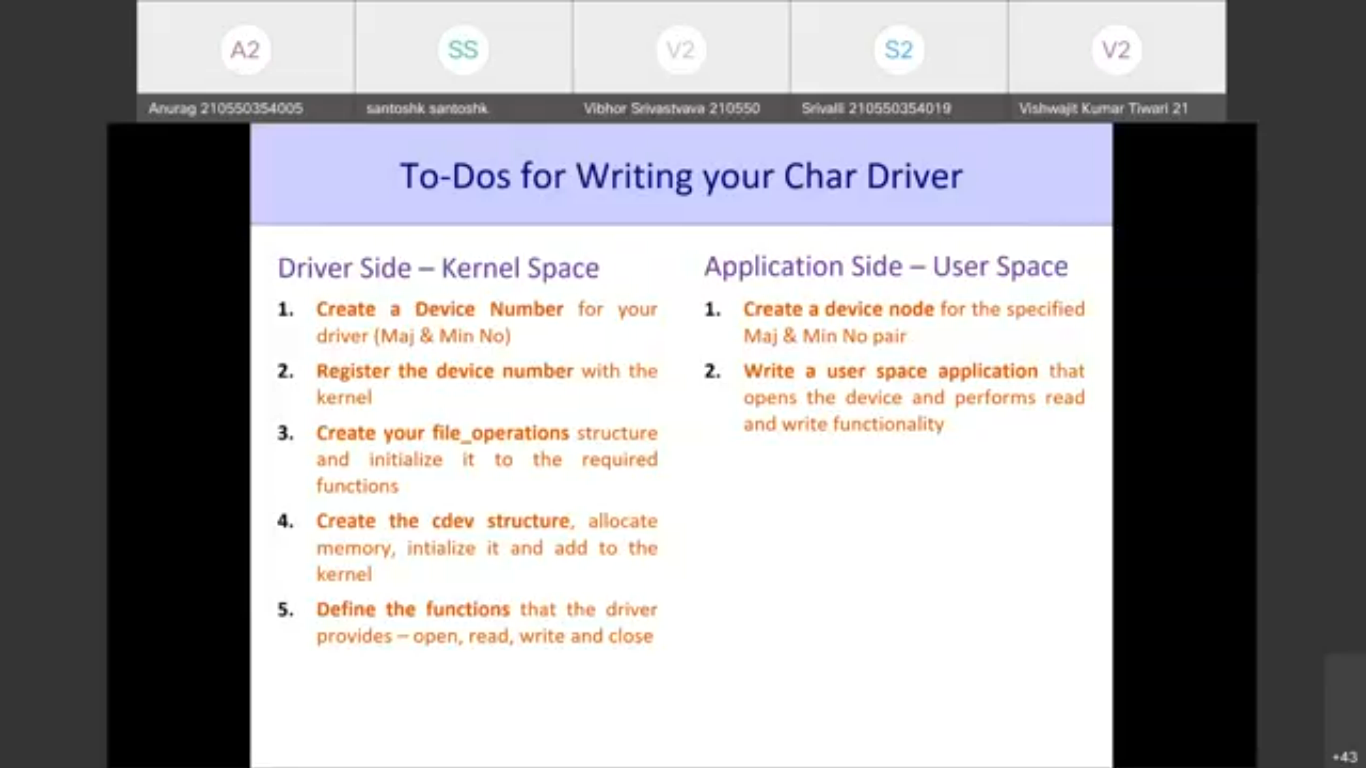 A2
SS
V2
S2
V2
Anurag 210550354005
santoshk santoshk
Vibhor Srivastava 210550
Srivalli 210550354019
Vishwajit Kumar Tiwari 21
To-Dos for Writing your Char Driver
Driver Side – Kernel Space
1. Create a Device Number for your
driver (Maj & Min No)
2. Register the device number with the
kernel
3. Create your file_operations structure
and initialize it to the required
functions
4. Create the cdev structure, allocate
memory, intialize it and add to the
kernel
5. Define the functions that the driver
provides – open, read, write and close
Application Side – User Space
1. Create a device node for the specified
Maj & Min No pair
2. Write a user space application that
opens the device and performs read
and write functionality
+43